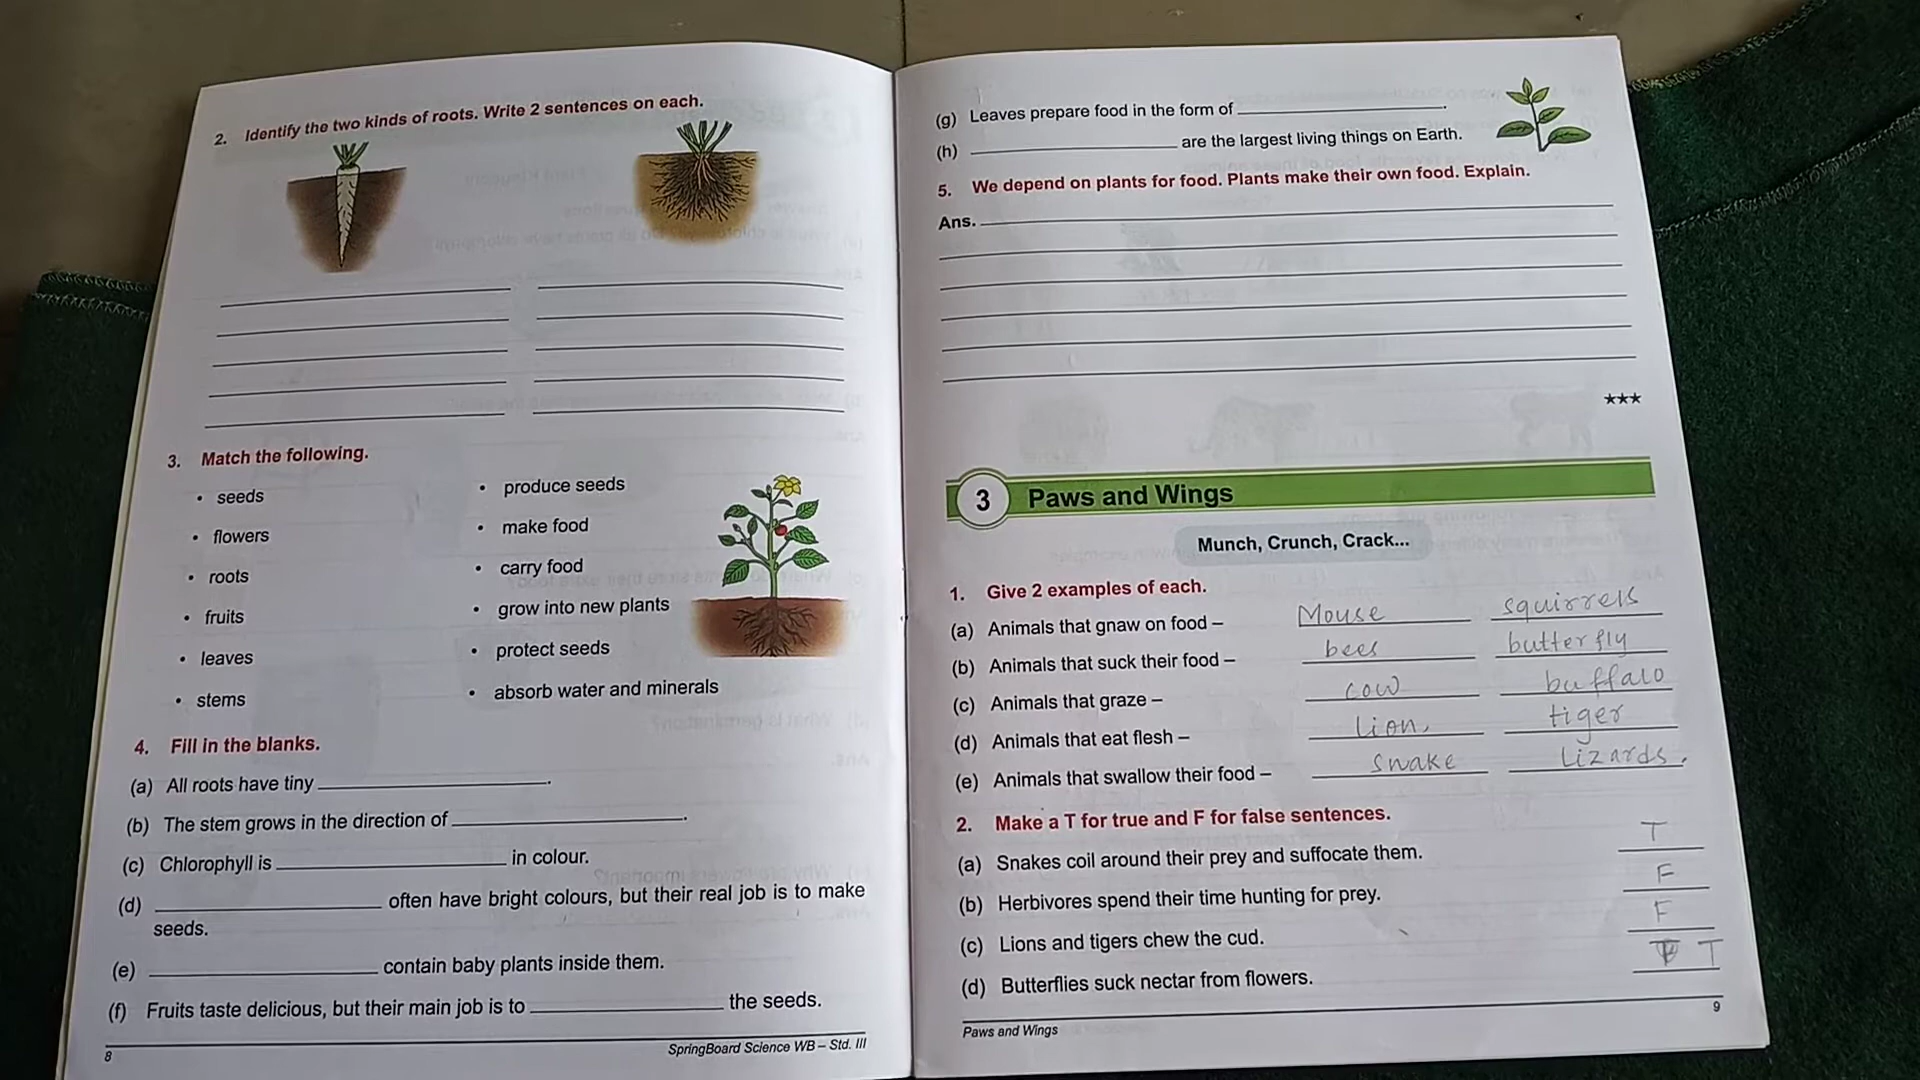 2. Identify the two kinds of roots. Write 2 sentences on each.
3. Match the following.
• seeds • produce seeds
• flowers • make food
• roots • carry food
• fruits • grow into new plants
• leaves • protect seeds
• stems • absorb water and minerals
4. Fill in the blanks.
(a) All roots have tiny ____________.
(b) The stem grows in the direction of ____________.
(c) Chlorophyll is ____________ in colour.
(d) ____________ often have bright colours, but their real job is to make
seeds.
(e) ____________ contain baby plants inside them.
(f) Fruits taste delicious, but their main job is to ____________ the seeds.
8 SpringBoard Science WB – Std. III
(g) Leaves prepare food in the form of ____________.
(h) ____________ are the largest living things on Earth.
5. We depend on plants for food. Plants make their own food. Explain.
Ans.
★★★
3 Paws and Wings
Munch, Crunch, Crack...
1. Give 2 examples of each.
(a) Animals that gnaw on food – Mouse squirrels
(b) Animals that suck their food – bees butterfly
(c) Animals that graze – cow buffalo
(d) Animals that eat flesh – lion, tiger
(e) Animals that swallow their food – snake Lizards.
2. Make a T for true and F for false sentences.
(a) Snakes coil around their prey and suffocate them. T
(b) Herbivores spend their time hunting for prey. F
(c) Lions and tigers chew the cud. F
(d) Butterflies suck nectar from flowers. T
9
Paws and Wings